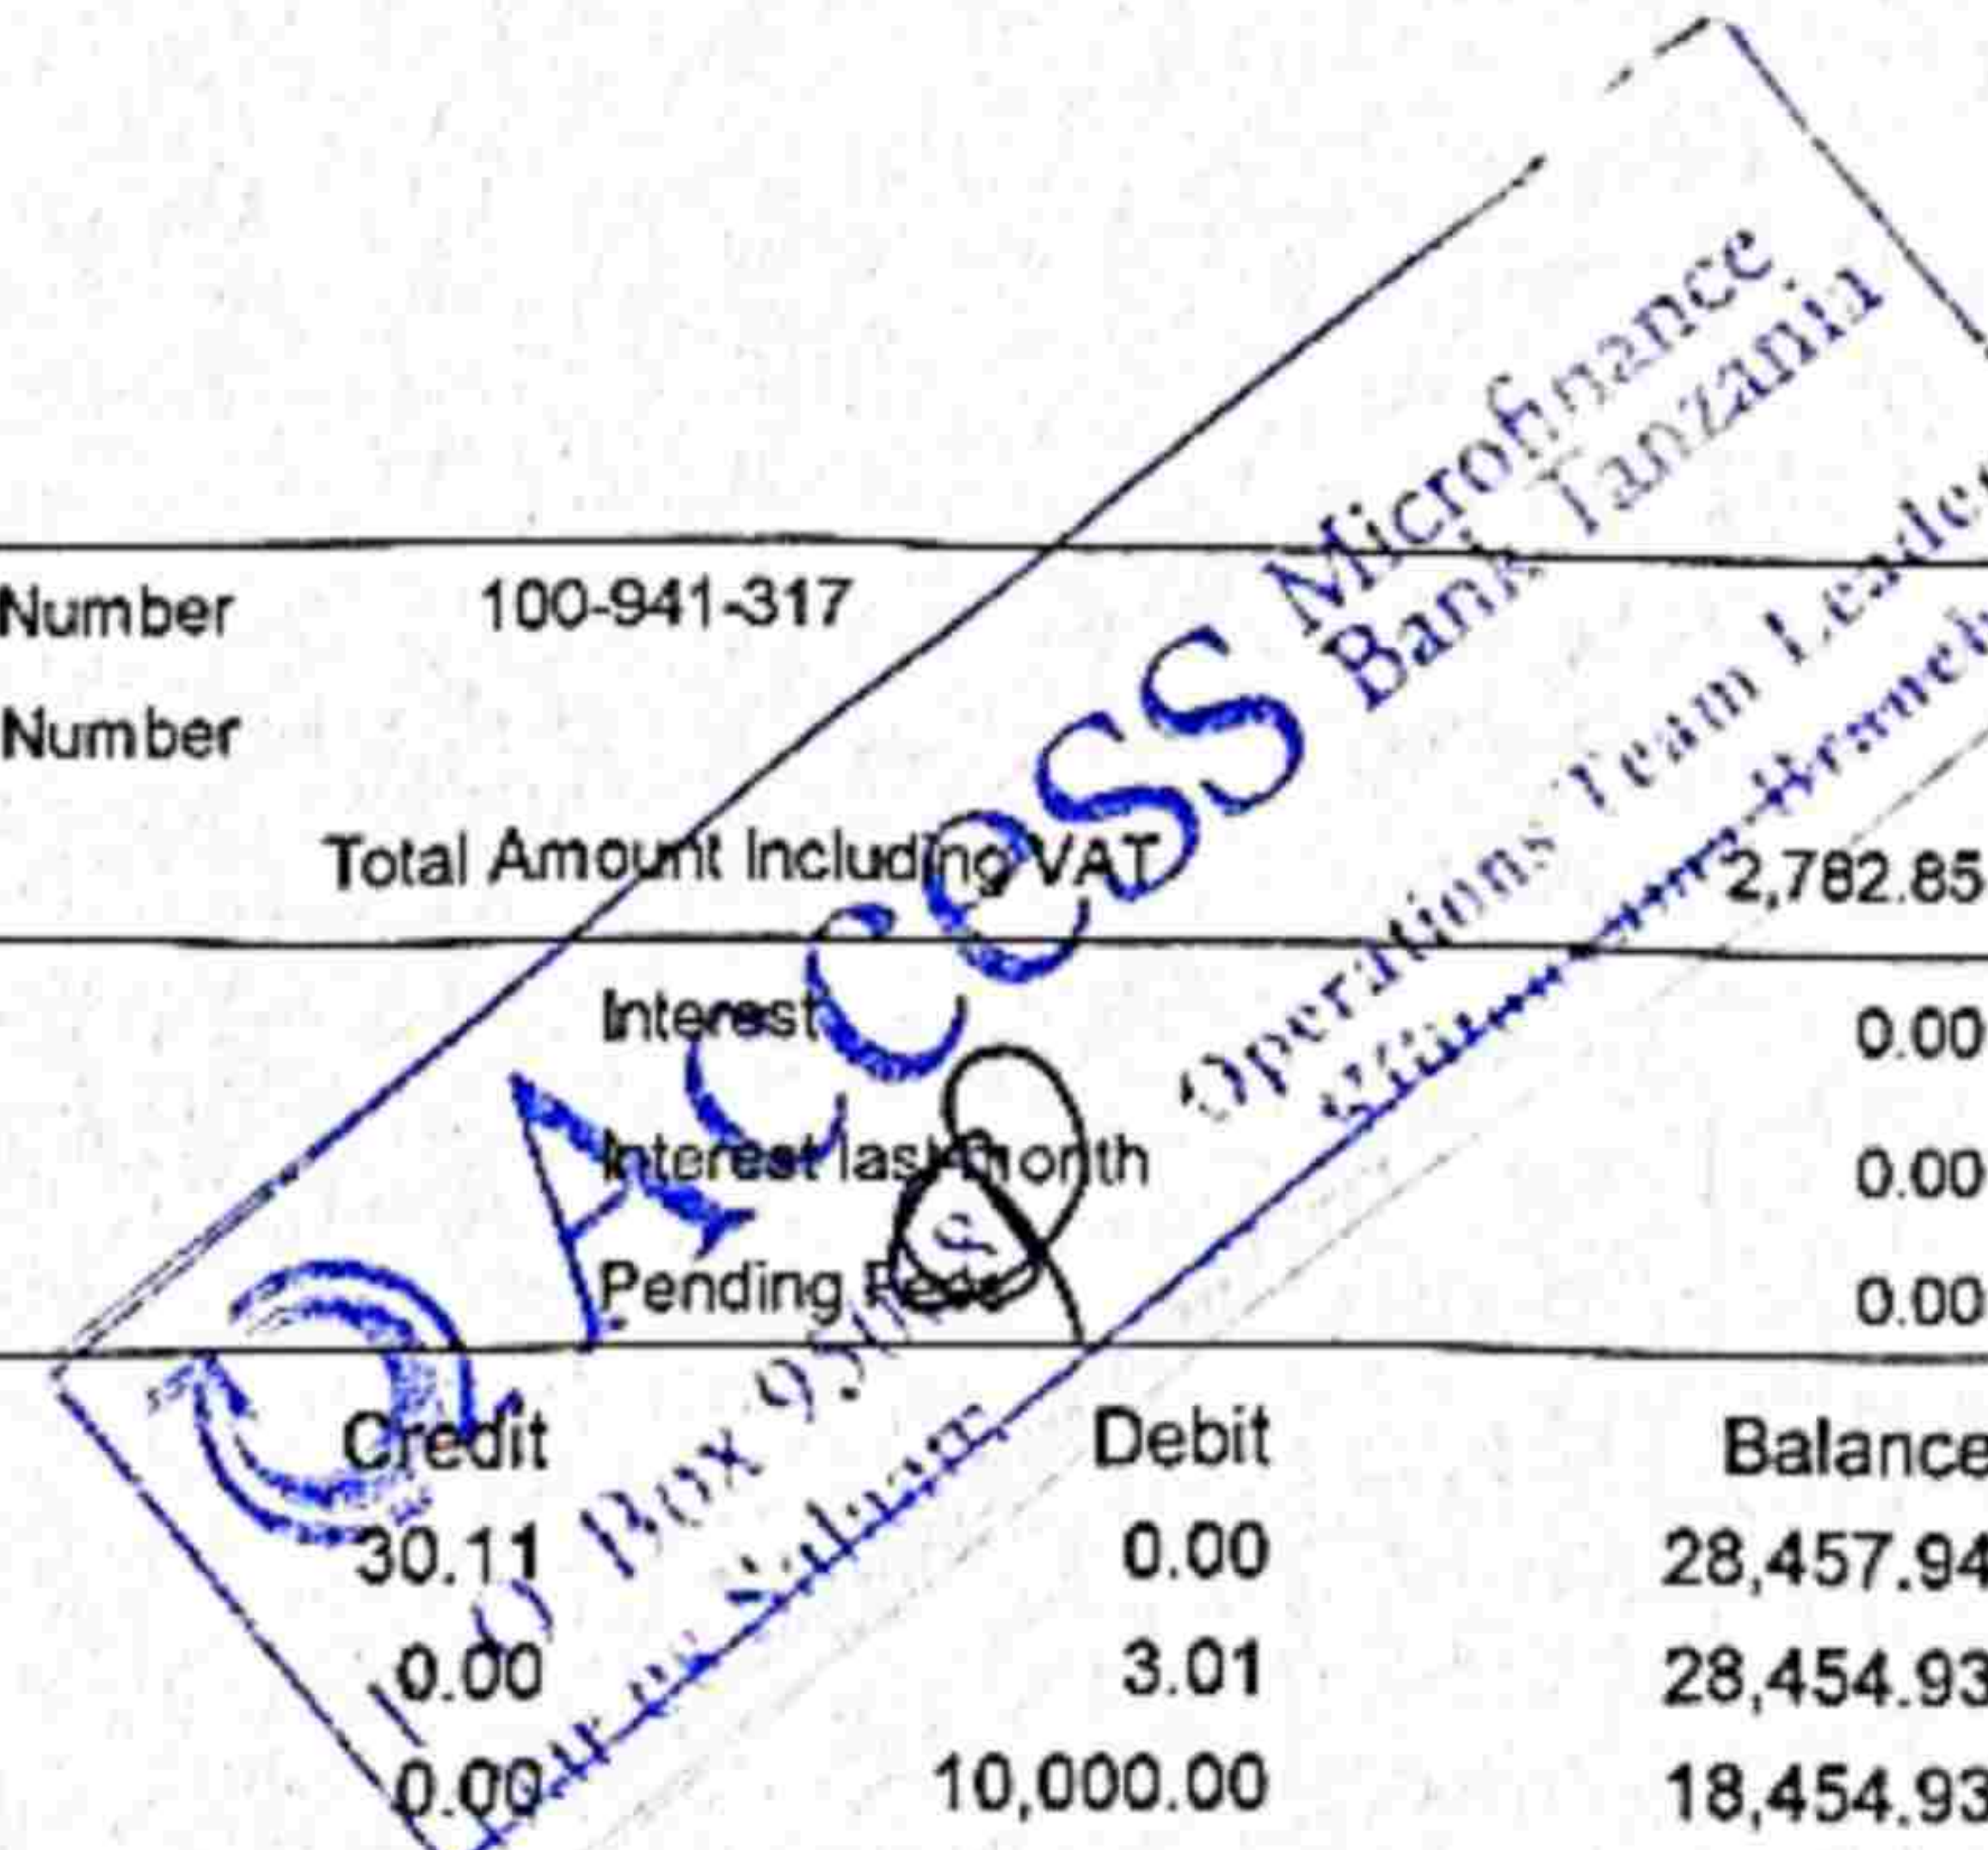 Number 100-941-317
Number
Total Amount Including VAT 2,782.85
Interest 0.00
Interest last month 0.00
Pending Fees 0.00
Credit Debit Balance
30.11 0.00 28,457.94
0.00 3.01 28,454.93
0.00 10,000.00 18,454.93
Access Microfinance
Bank Tanzania
Operations Team Leader
Branch
O Box